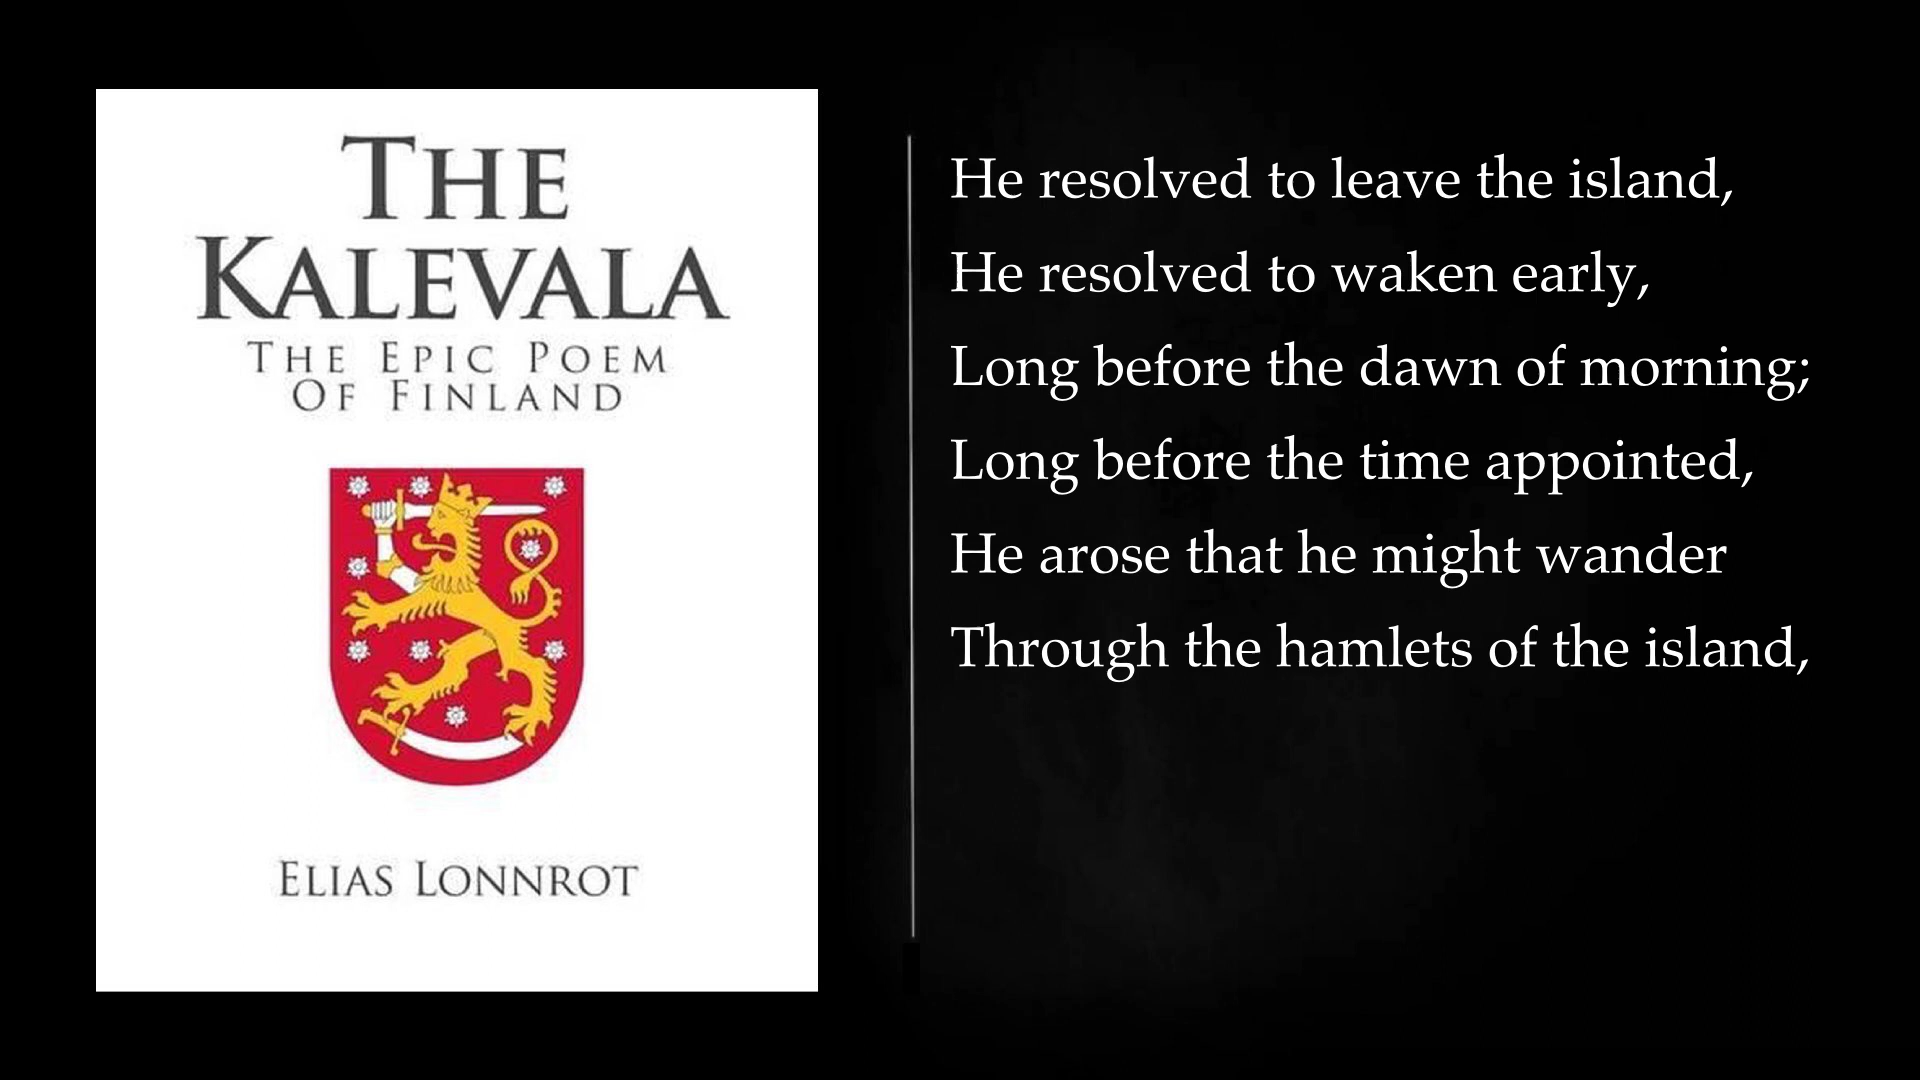 THE
KALEVALA
THE EPIC POEM
OF FINLAND
ELIAS LONNROT
He resolved to leave the island,
He resolved to waken early,
Long before the dawn of morning;
Long before the time appointed,
He arose that he might wander
Through the hamlets of the island,